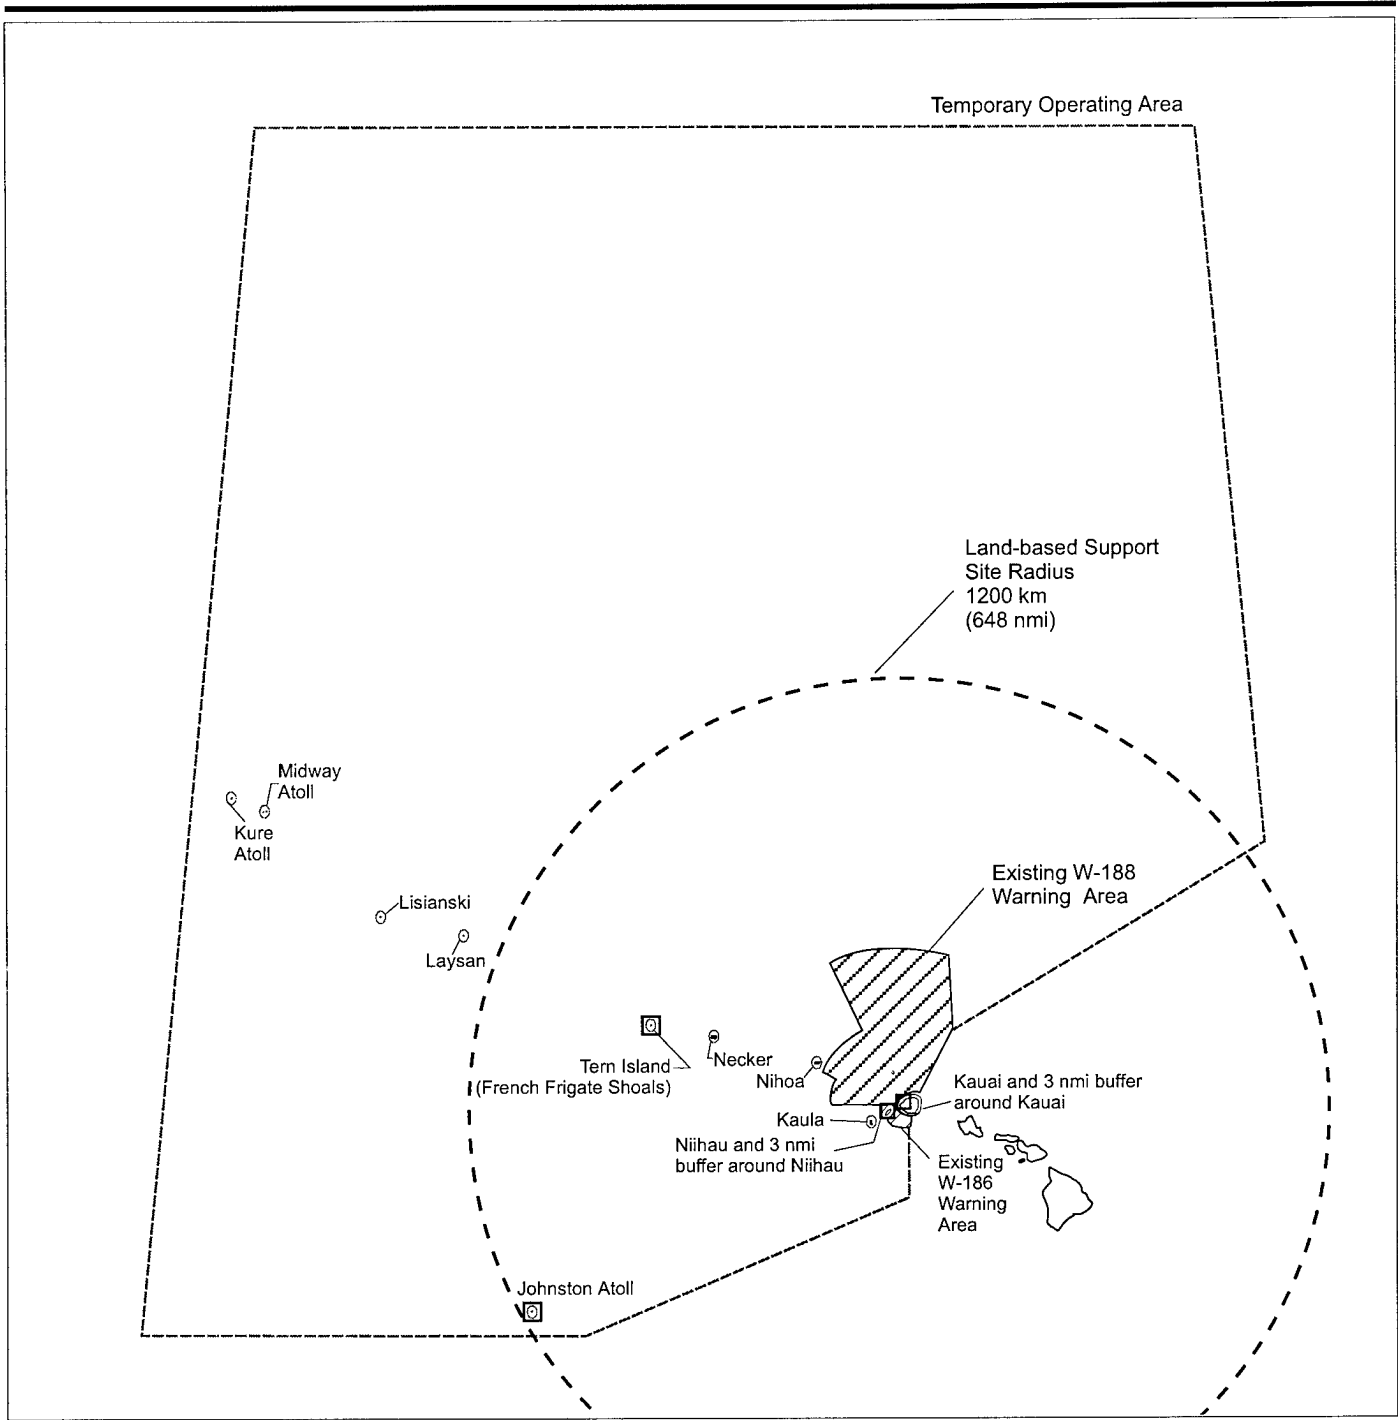 Temporary Operating Area
Land-based Support
Site Radius
1200 km
(648 nmi)
Midway
Atoll
Kure
Atoll
Existing W-188
Warning Area
Lisianski
Laysan
Tern Island
(French Frigate Shoals)
Necker
Nihoa
Kauai and 3 nmi buffer
around Kauai
Kaula
Niihau and 3 nmi
buffer around Niihau
Existing
W-186
Warning
Area
Johnston Atoll